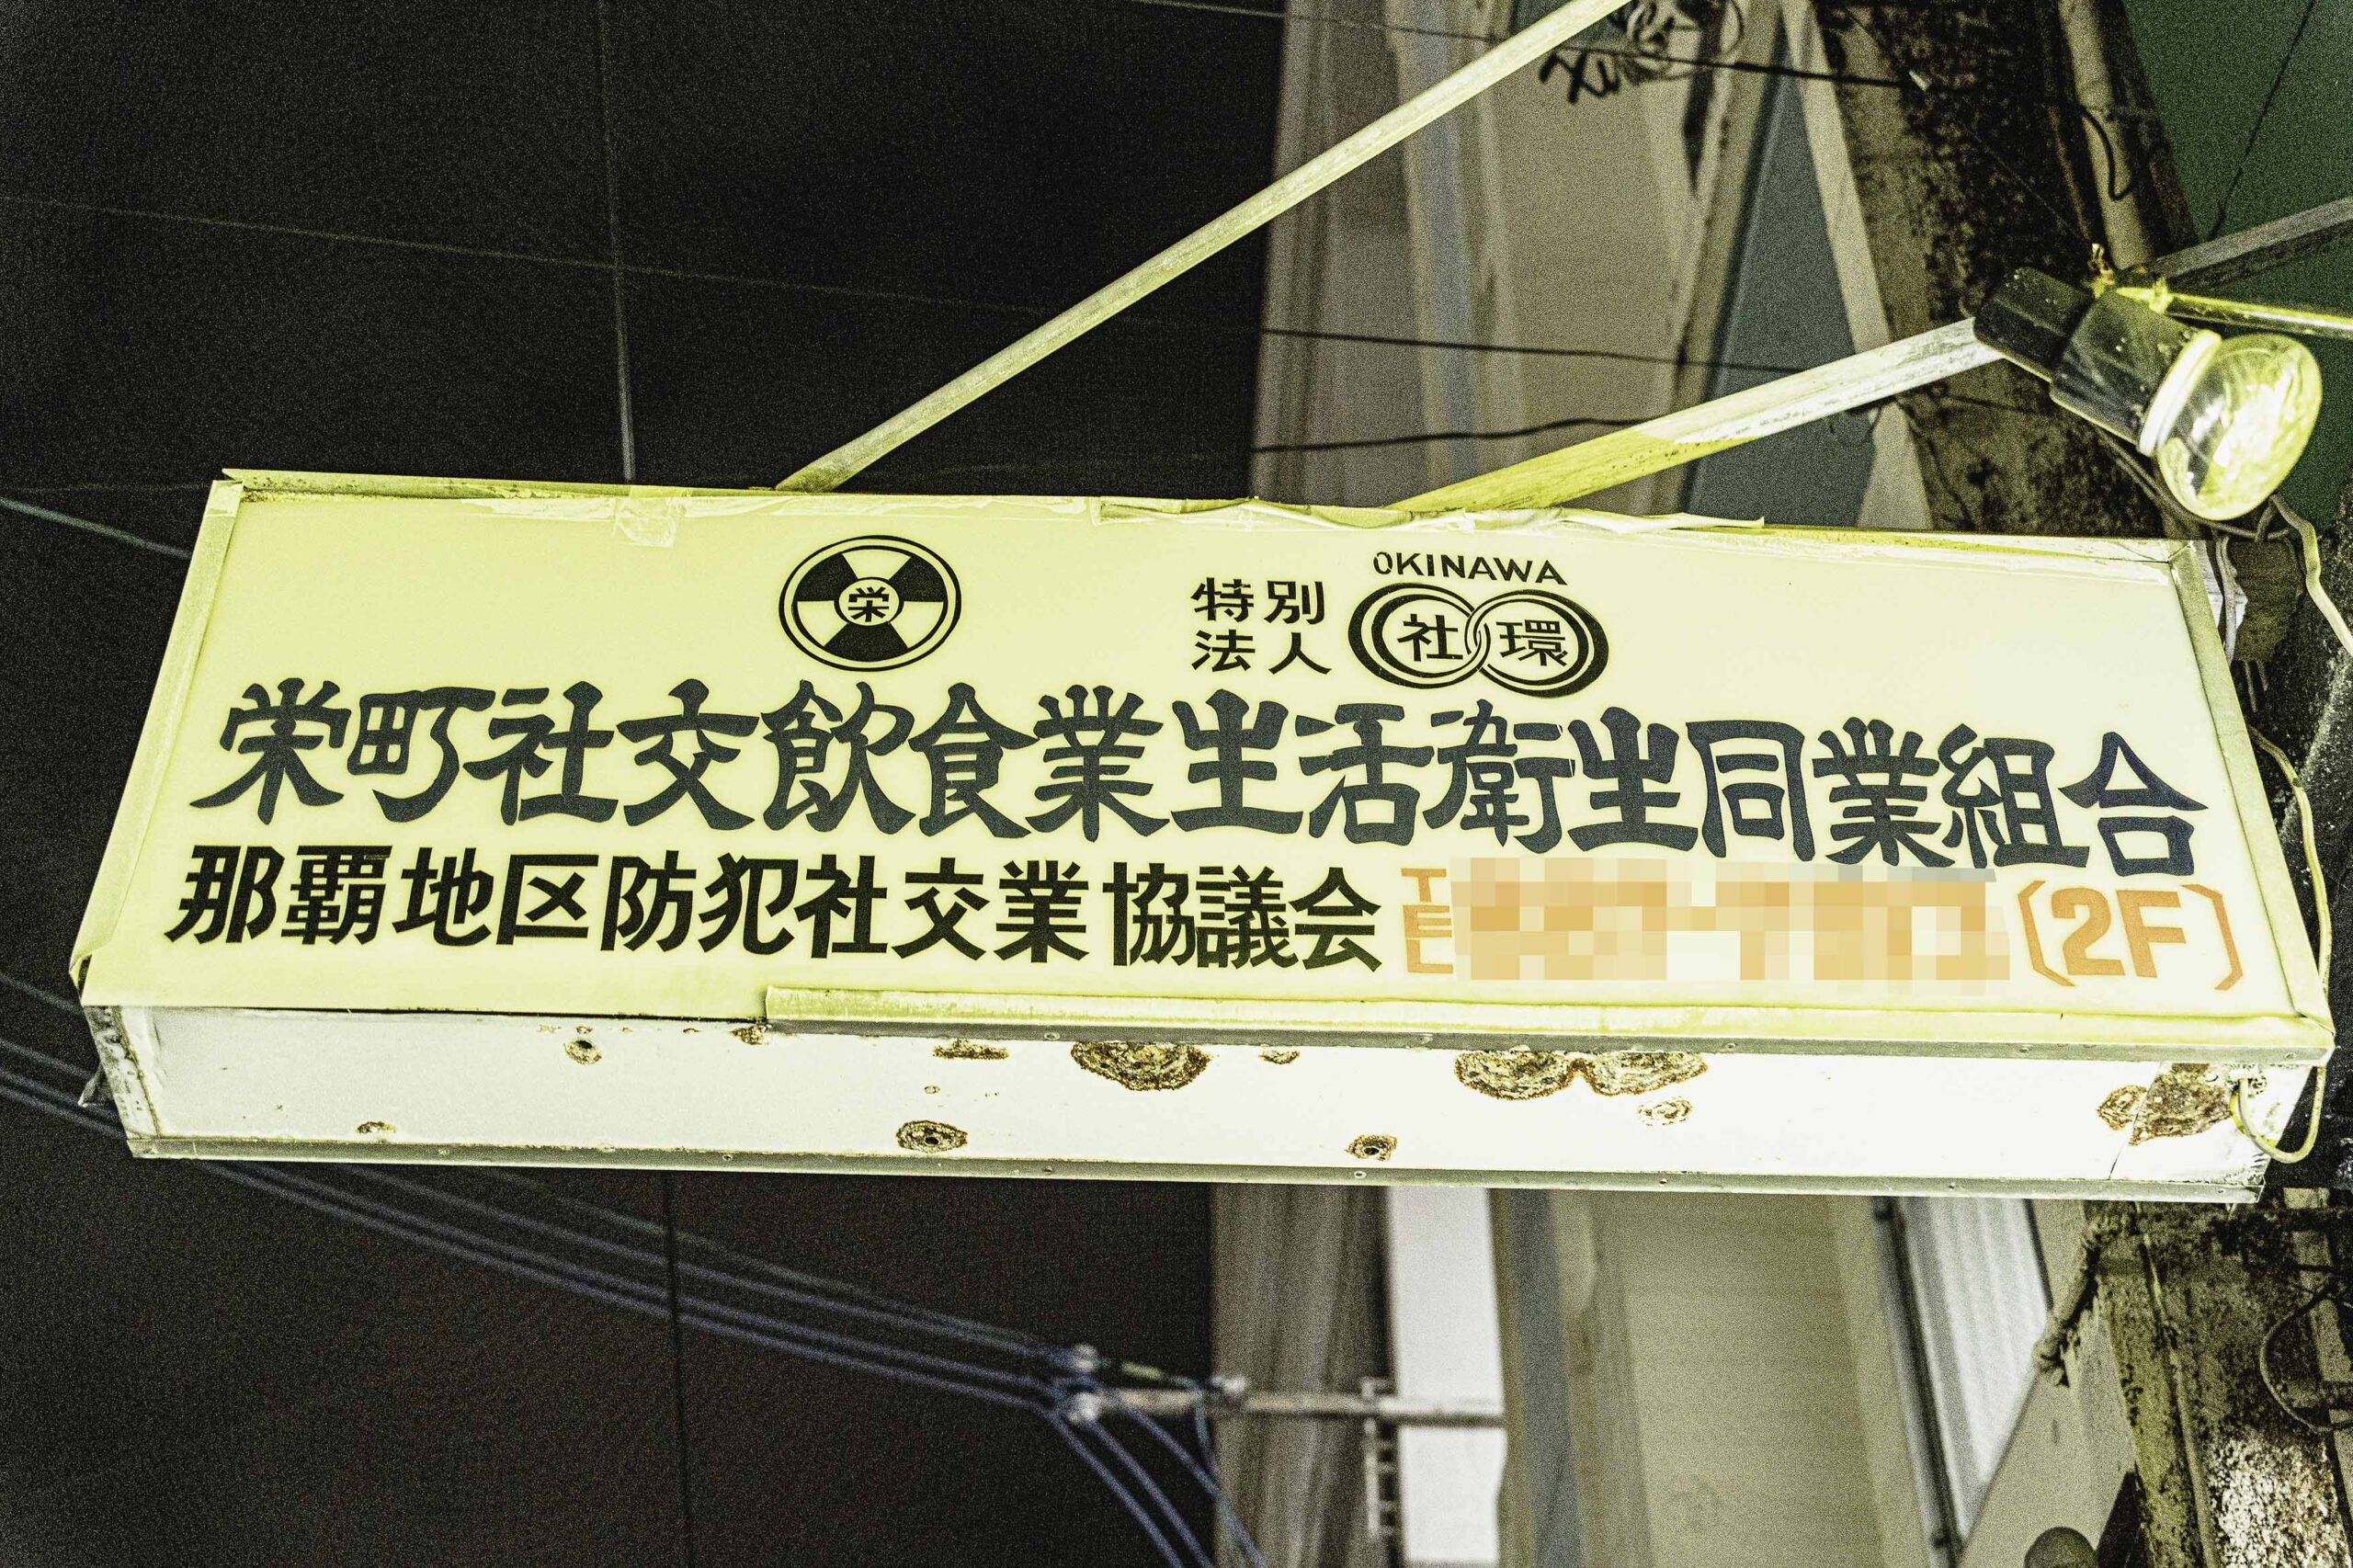 栄
OKINAWA
特別
法人
社 環
栄町社交飲食業生活衛生同業組合
那覇地区防犯社交業協議会 TEL (2F)